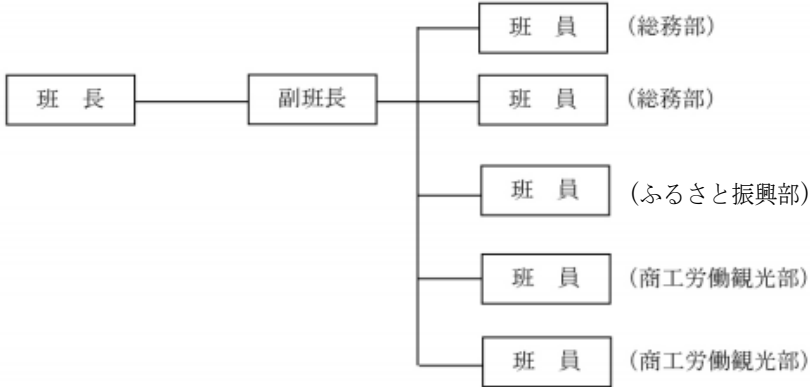 班　員 (総務部)
班　長 副班長 班　員 (総務部)
班　員 (ふるさと振興部)
班　員 (商工労働観光部)
班　員 (商工労働観光部)